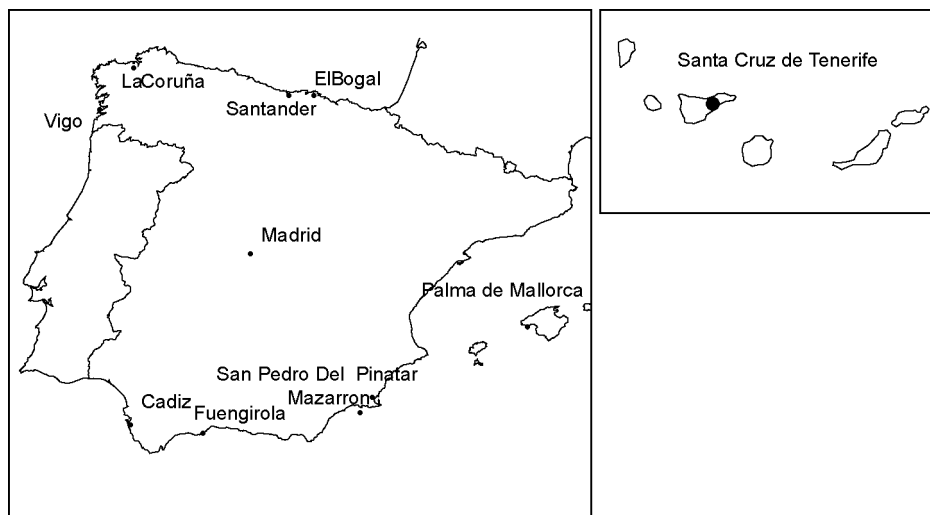 ElBogal
LaCoruña
Santander
Vigo
Madrid
Palma de Mallorca
San Pedro Del Pinatar
Mazarron
Cadiz
Fuengirola
Santa Cruz de Tenerife